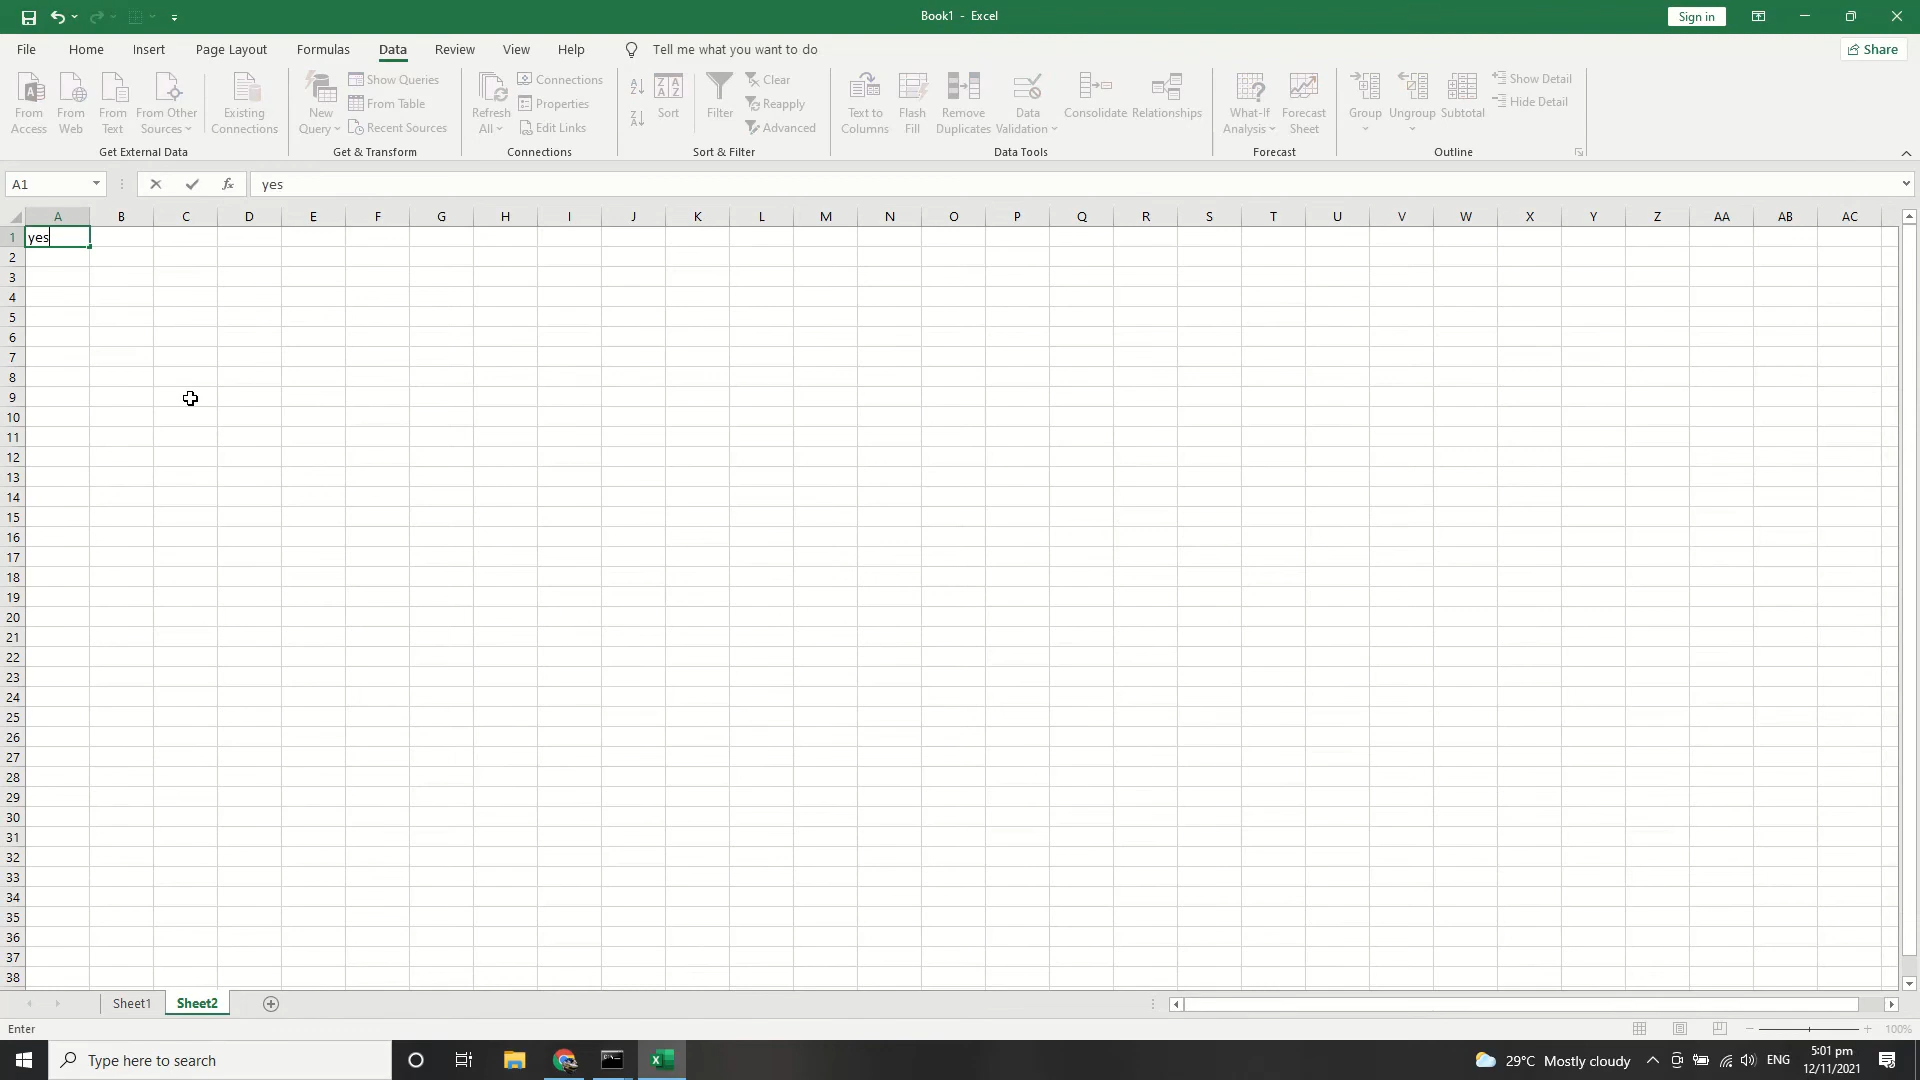 Book1 - Excel
Sign in
File Home Insert Page Layout Formulas Data Review View Help Tell me what you want to do Share
From Access
From Web
From Text
From Other Sources
Existing Connections
Get External Data
New Query
Show Queries
From Table
Recent Sources
Get & Transform
Refresh All
Connections
Properties
Edit Links
Connections
A Z
Z A
Z A A Z
Sort
Filter
Clear
Reapply
Advanced
Sort & Filter
Text to Columns
Flash Fill
Remove Duplicates
Data Validation
Consolidate
Relationships
Data Tools
What-If Analysis
Forecast Sheet
Forecast
Group
Ungroup
Subtotal
Show Detail
Hide Detail
Outline
A1 fx yes
A B C D E F G H I J K L M N O P Q R S T U V W X Y Z AA AB AC
1 yes
2
3
4
5
6
7
8
9
10
11
12
13
14
15
16
17
18
19
20
21
22
23
24
25
26
27
28
29
30
31
32
33
34
35
36
37
38
Sheet1 Sheet2
Enter 100%
Type here to search
29°C Mostly cloudy ENG
5:01 pm
12/11/2021